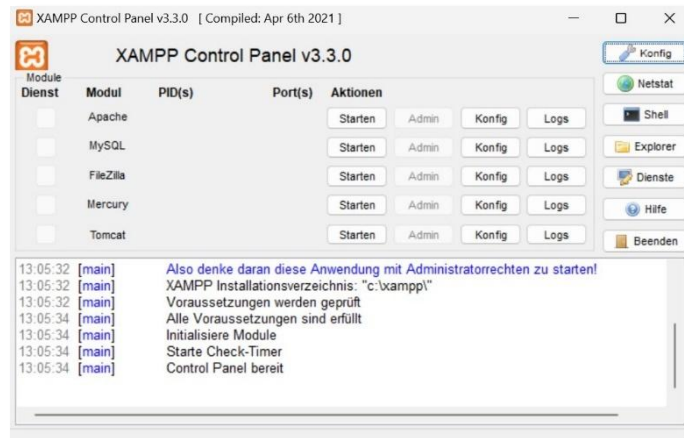 XAMPP Control Panel v3.3.0 [ Compiled: Apr 6th 2021 ]
XAMPP Control Panel v3.3.0
Konfig
Module
Dienst Modul PID(s) Port(s) Aktionen
Netstat
Apache Starten Admin Konfig Logs
Shell
MySQL Starten Admin Konfig Logs
Explorer
FileZilla Starten Admin Konfig Logs
Dienste
Mercury Starten Admin Konfig Logs
Hilfe
Tomcat Starten Admin Konfig Logs
Beenden
13:05:32 [main] Also denke daran diese Anwendung mit Administratorrechten zu starten!
13:05:32 [main] XAMPP Installationsverzeichnis: "c:\xampp\"
13:05:32 [main] Voraussetzungen werden geprüft
13:05:34 [main] Alle Voraussetzungen sind erfüllt
13:05:34 [main] Initialisiere Module
13:05:34 [main] Starte Check-Timer
13:05:34 [main] Control Panel bereit